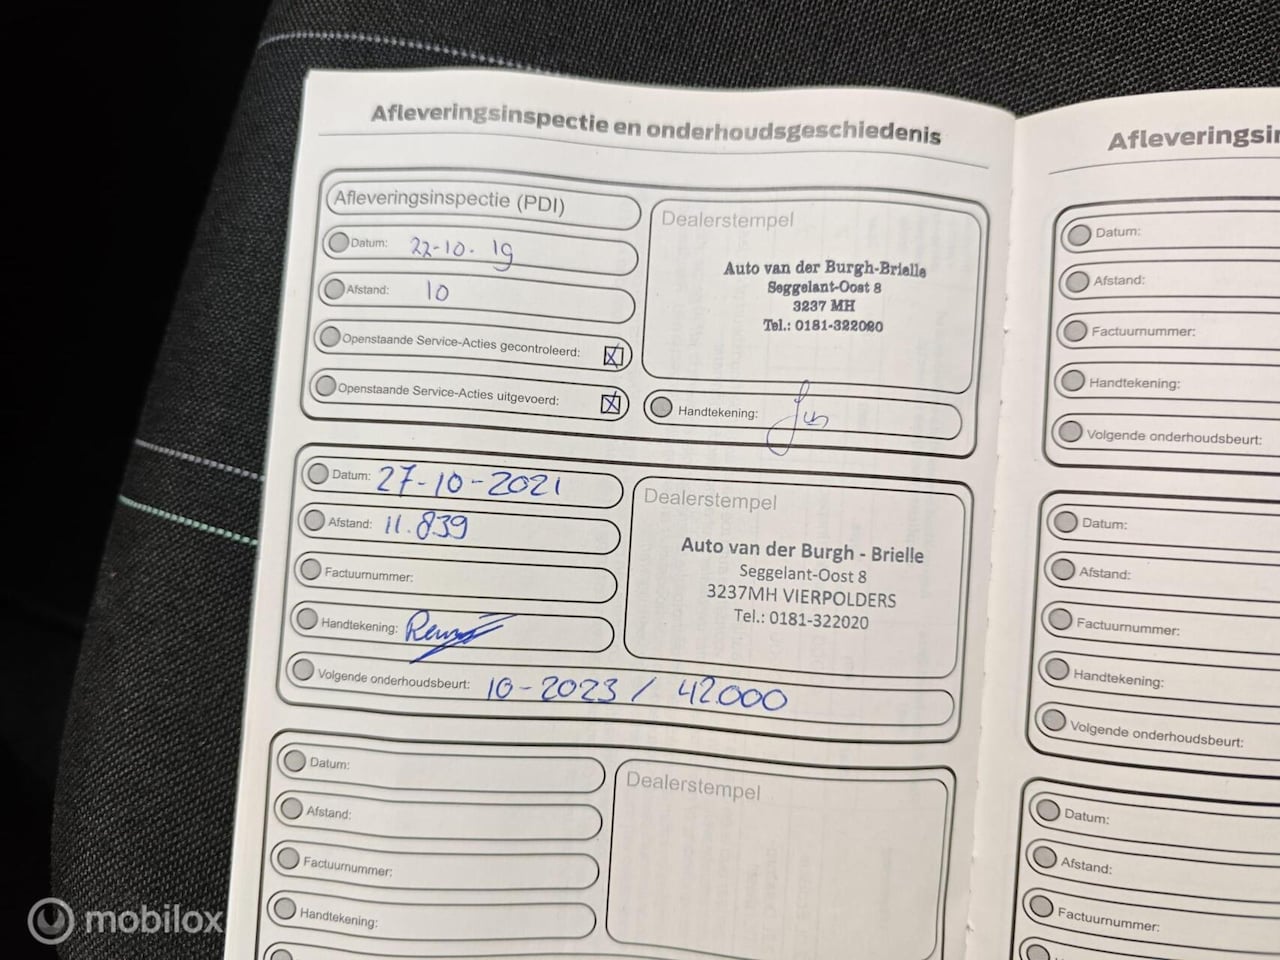 Afleveringsinspectie en onderhoudsgeschiedenis
Afleveringsinspectie (PDI)
Datum: 22-10-19
Afstand: 10
Openstaande Service-Acties gecontroleerd: X
Openstaande Service-Acties uitgevoerd: X
Dealerstempel
Auto van der Burgh-Brielle
Seggelant-Oost 8
3237 MH
Tel.: 0181-322020
Handtekening:
Datum: 27-10-2021
Afstand: 11.839
Factuurnummer:
Handtekening:
Volgende onderhoudsbeurt: 10-2023 / 42.000
Dealerstempel
Auto van der Burgh - Brielle
Seggelant-Oost 8
3237MH VIERPOLDERS
Tel.: 0181-322020
Datum:
Afstand:
Factuurnummer:
Handtekening:
Dealerstempel
Afleveringsi
Datum:
Afstand:
Factuurnummer:
Handtekening:
Volgende onderhoudsbeurt:
Datum:
Afstand:
Factuurnummer:
Handtekening:
Volgende onderhoudsbeurt:
Datum:
Afstand:
Factuurnummer:
mobilox